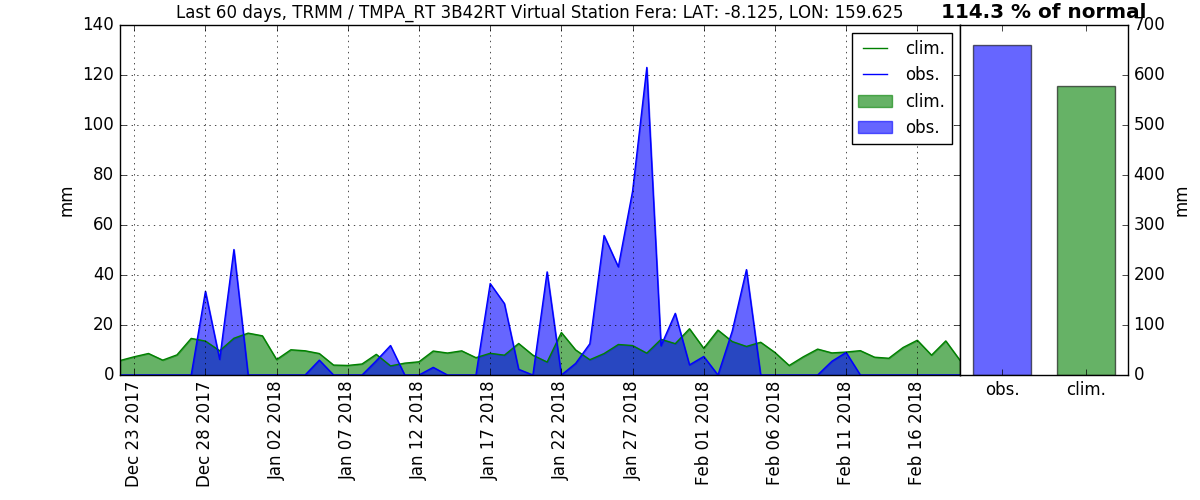 Last 60 days, TRMM / TMPA_RT 3B42RT Virtual Station Fera: LAT: -8.125, LON: 159.625
114.3 % of normal
140
120
100
80
60
40
20
0
mm
clim.
obs.
clim.
obs.
700
600
500
400
300
200
100
0
mm
Dec 23 2017
Dec 28 2017
Jan 02 2018
Jan 07 2018
Jan 12 2018
Jan 17 2018
Jan 22 2018
Jan 27 2018
Feb 01 2018
Feb 06 2018
Feb 11 2018
Feb 16 2018
obs.
clim.